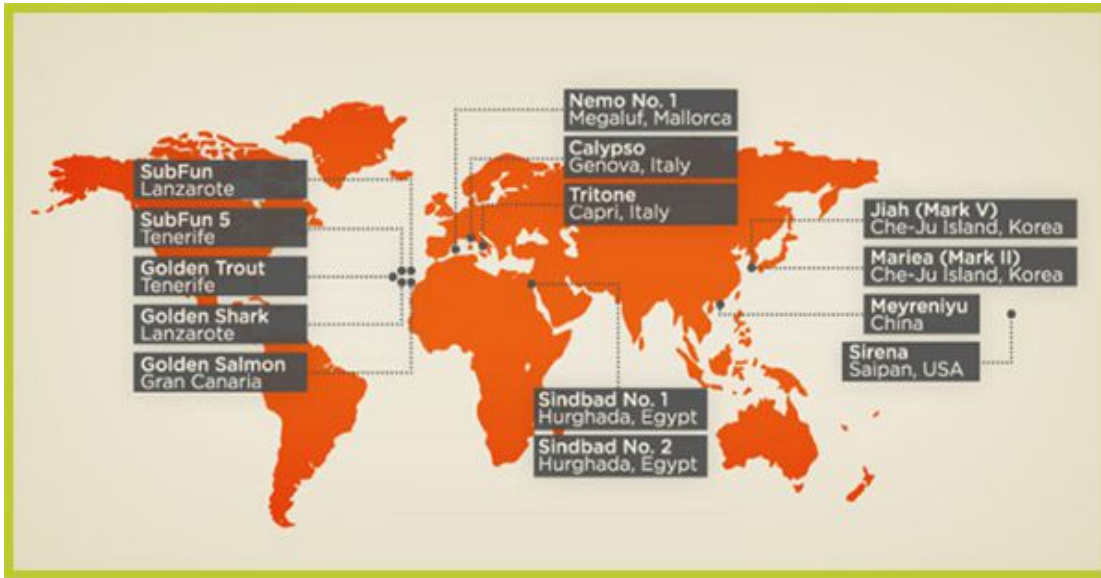 Nemo No. 1
Megaluf, Mallorca
Calypso
Genova, Italy
Tritone
Capri, Italy
SubFun
Lanzarote
SubFun 5
Tenerife
Golden Trout
Tenerife
Golden Shark
Lanzarote
Golden Salmon
Gran Canaria
Jiah (Mark V)
Che-Ju Island, Korea
Mariea (Mark II)
Che-Ju Island, Korea
Meyreniyu
China
Sirena
Saipan, USA
Sindbad No. 1
Hurghada, Egypt
Sindbad No. 2
Hurghada, Egypt